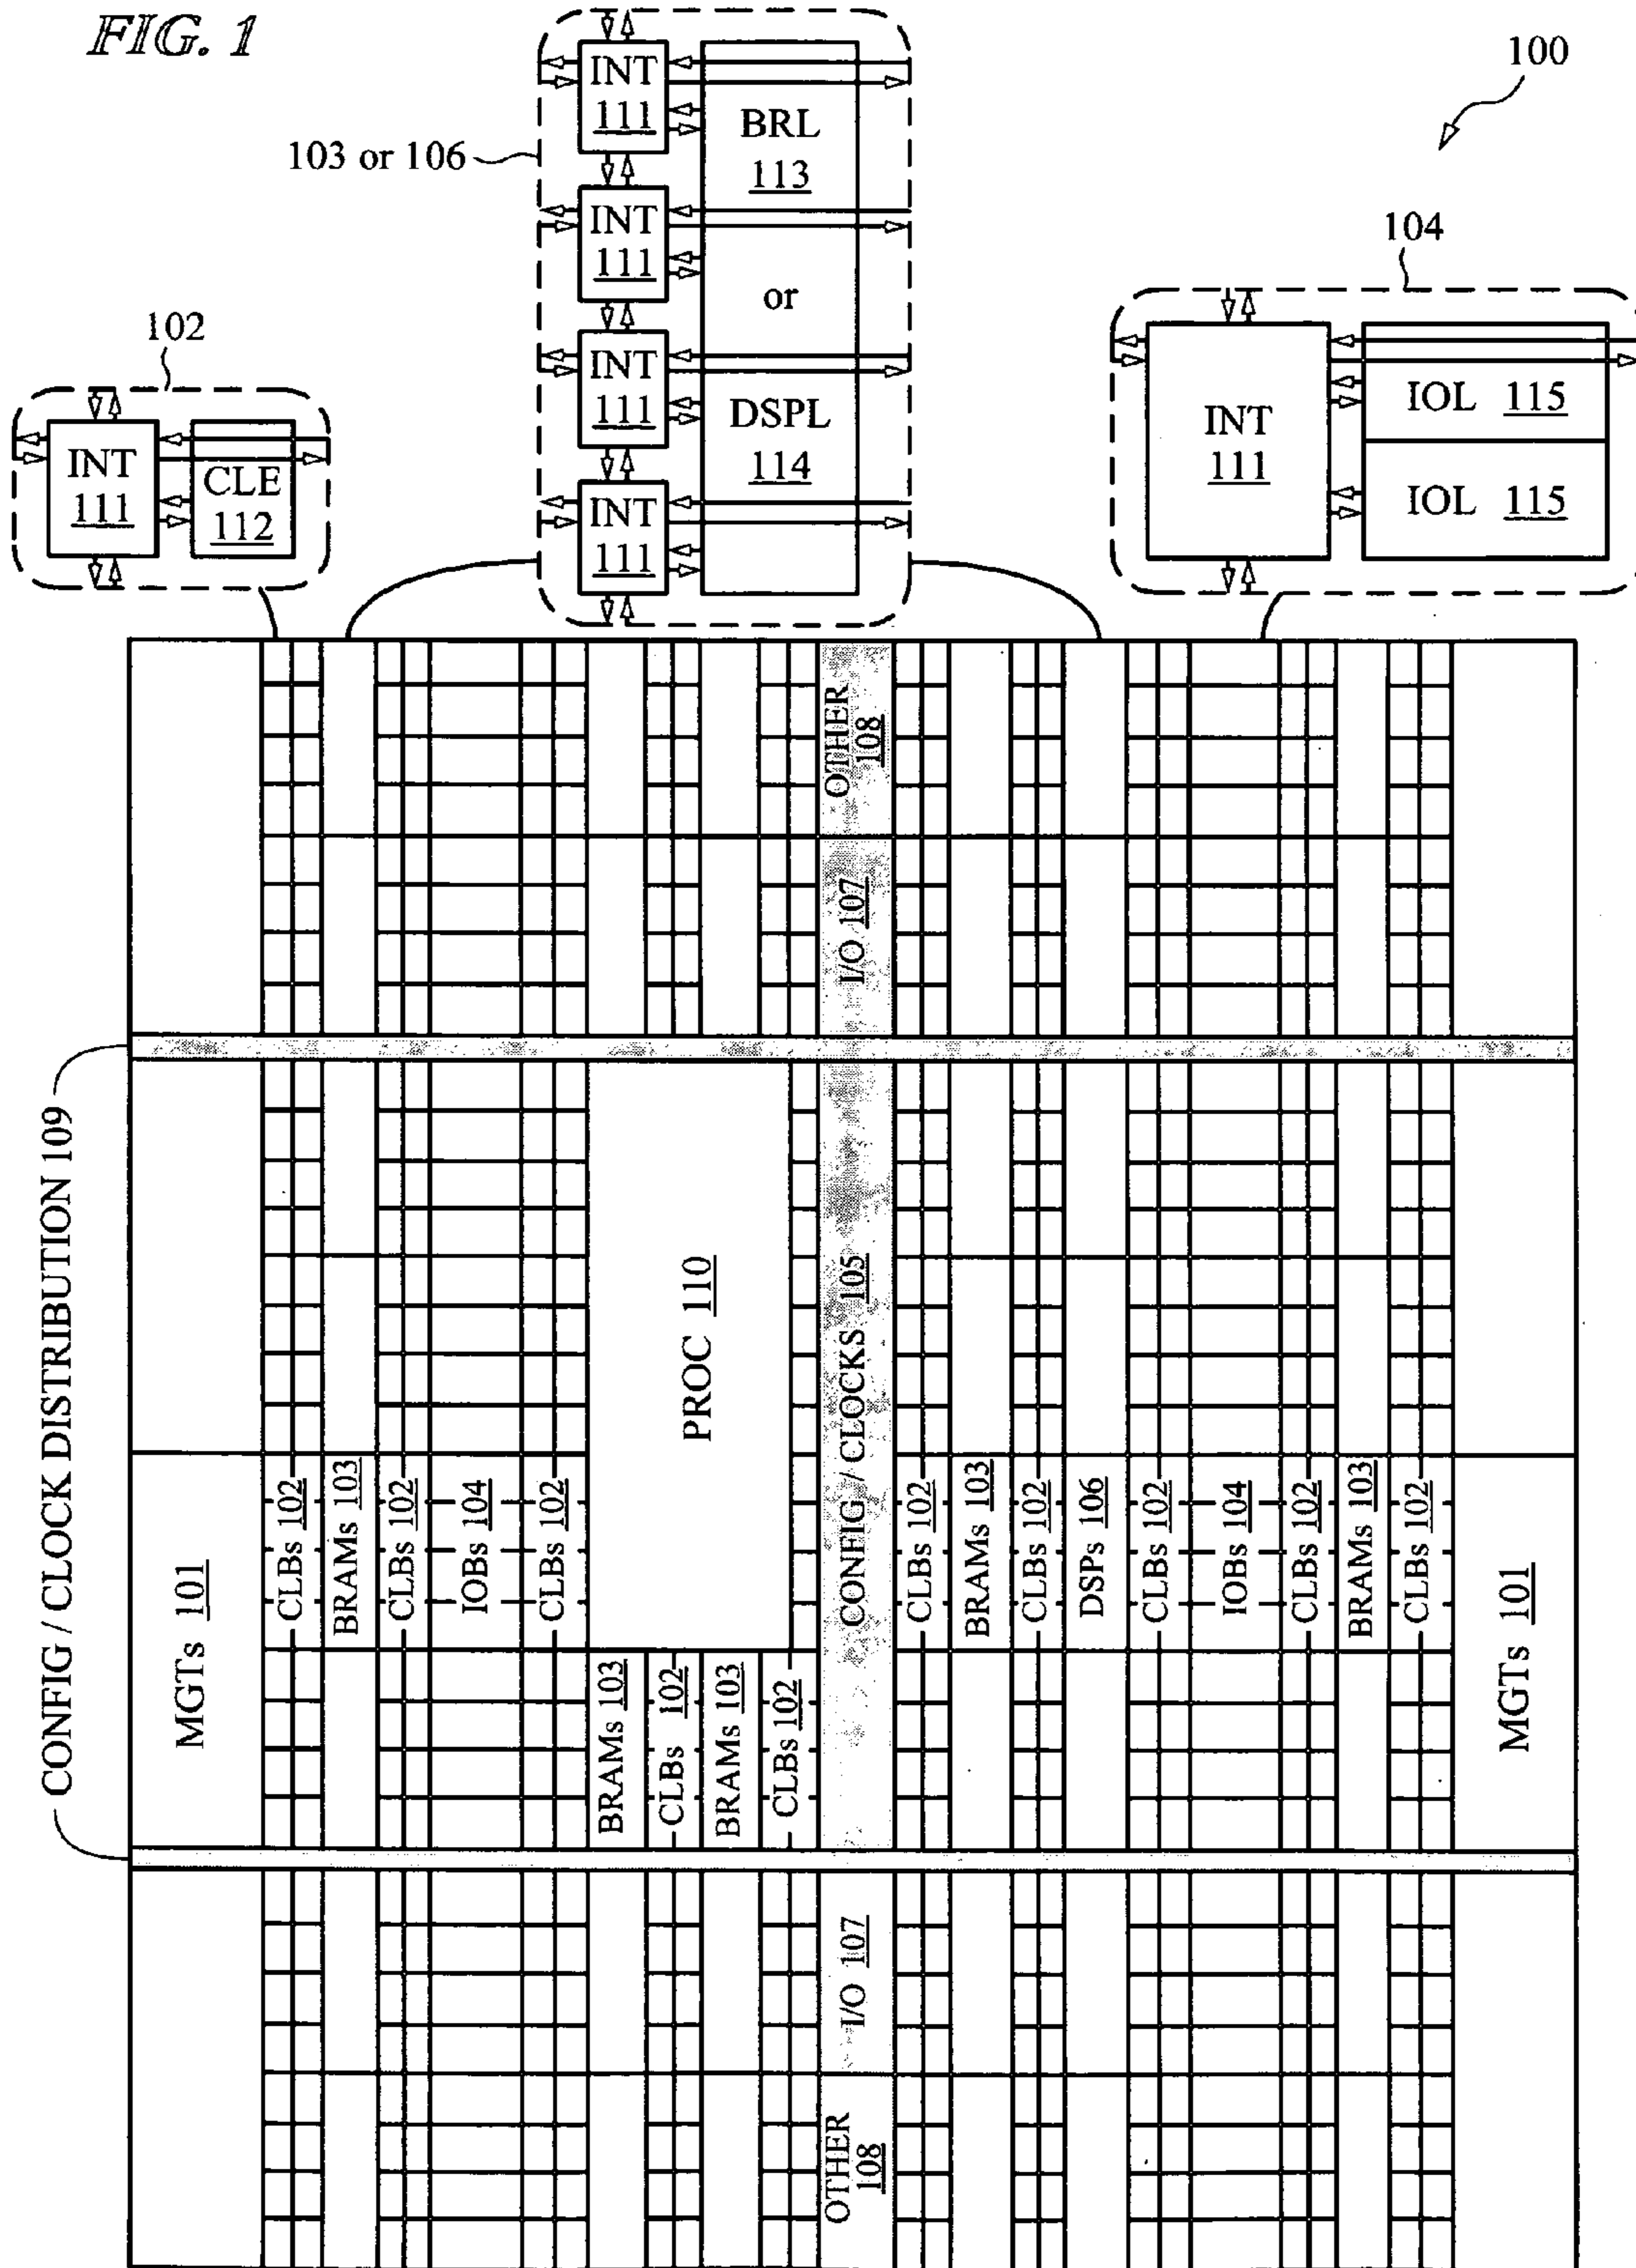 FIG. 1
100
103 or 106
INT
111
INT
111
INT
111
INT
111
BRL
113
or
DSPL
114
104
INT
111
IOL 115
IOL 115
102
INT
111
CLE
112
OTHER
108
I/O 107
CONFIG / CLOCK DISTRIBUTION 109
PROC 110
CONFIG / CLOCKS 105
MGTs 101
CLBs 102
BRAMs 103
CLBs 102
IOBs 104
CLBs 102
BRAMs 103
CLBs 102
BRAMs 103
CLBs 102
CLBs 102
BRAMs 103
CLBs 102
DSPs 106
CLBs 102
IOBs 104
CLBs 102
BRAMs 103
CLBs 102
MGTs 101
I/O 107
OTHER
108